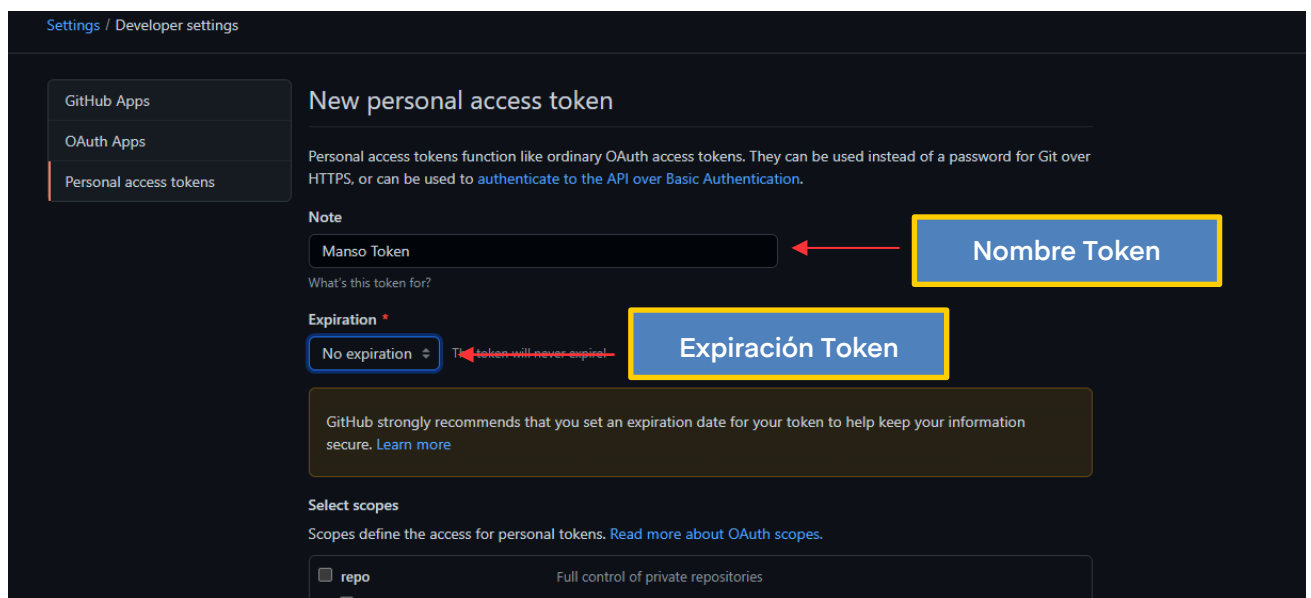 Settings / Developer settings
GitHub Apps
OAuth Apps
Personal access tokens
New personal access token
Personal access tokens function like ordinary OAuth access tokens. They can be used instead of a password for Git over
HTTPS, or can be used to authenticate to the API over Basic Authentication.
Note
Manso Token
Nombre Token
What's this token for?
Expiration *
No expiration
The token will never expire!
Expiración Token
GitHub strongly recommends that you set an expiration date for your token to help keep your information
secure. Learn more
Select scopes
Scopes define the access for personal tokens. Read more about OAuth scopes.
repo
Full control of private repositories